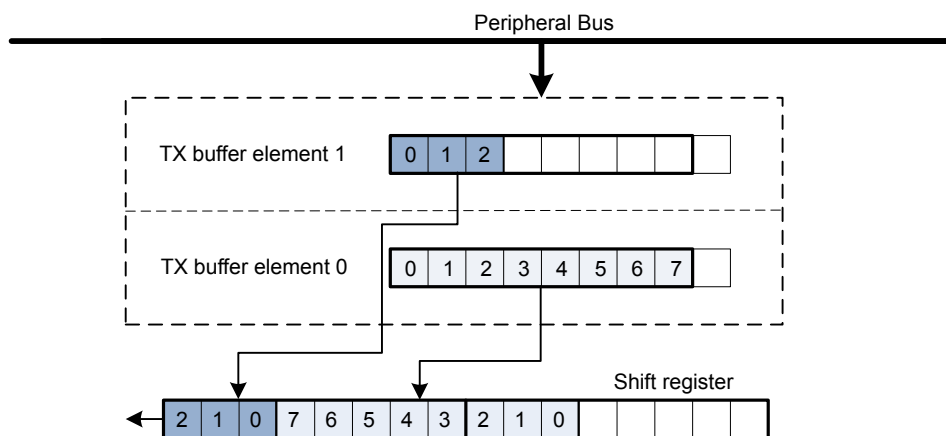 Peripheral Bus
TX buffer element 1 0 1 2
TX buffer element 0 0 1 2 3 4 5 6 7
Shift register
2 1 0 7 6 5 4 3 2 1 0